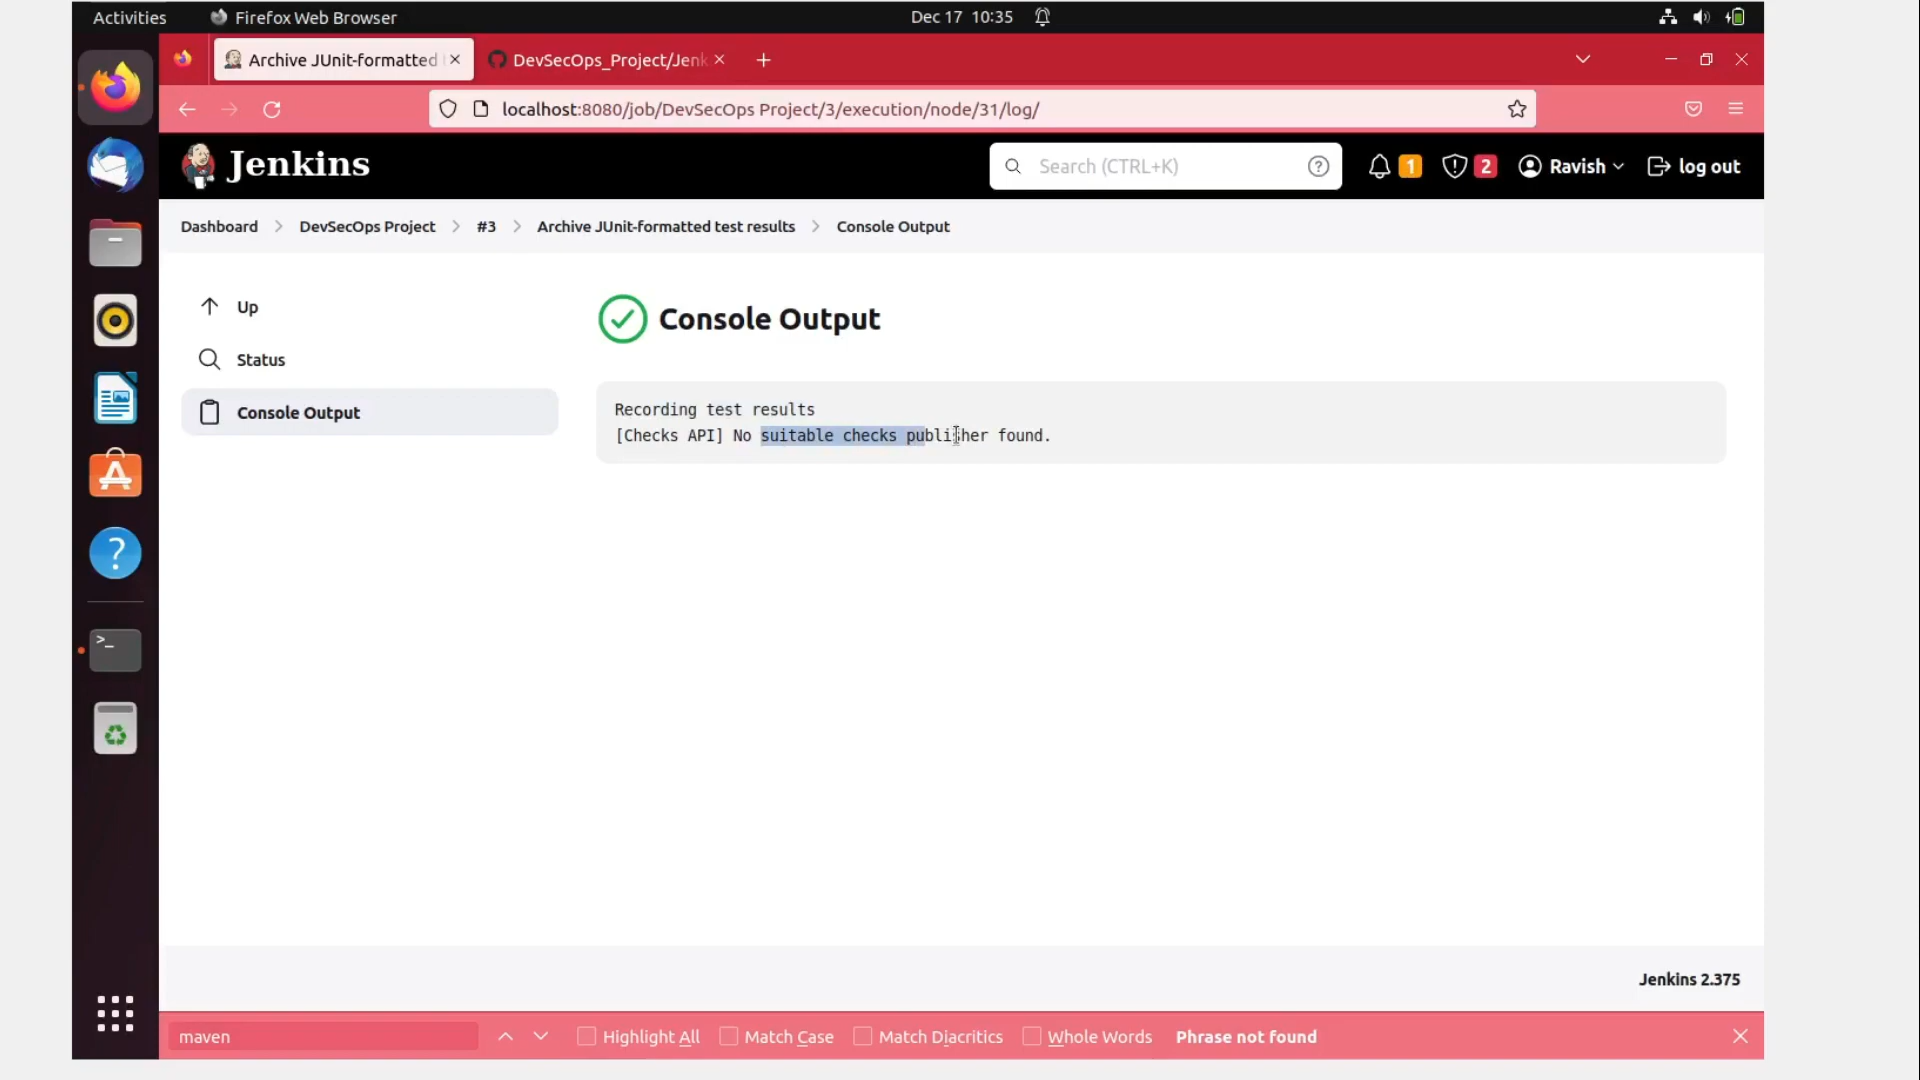 Activities
Firefox Web Browser
Dec 17 10:35
Archive JUnit-formatted
DevSecOps_Project/Jenk
localhost:8080/job/DevSecOps Project/3/execution/node/31/log/
Jenkins
Search (CTRL+K)
?
1
2
Ravish
log out
Dashboard
DevSecOps Project
#3
Archive JUnit-formatted test results
Console Output
Up
Status
Console Output
Console Output
Recording test results
[Checks API] No suitable checks publisher found.
Jenkins 2.375
maven
Highlight All
Match Case
Match Diacritics
Whole Words
Phrase not found